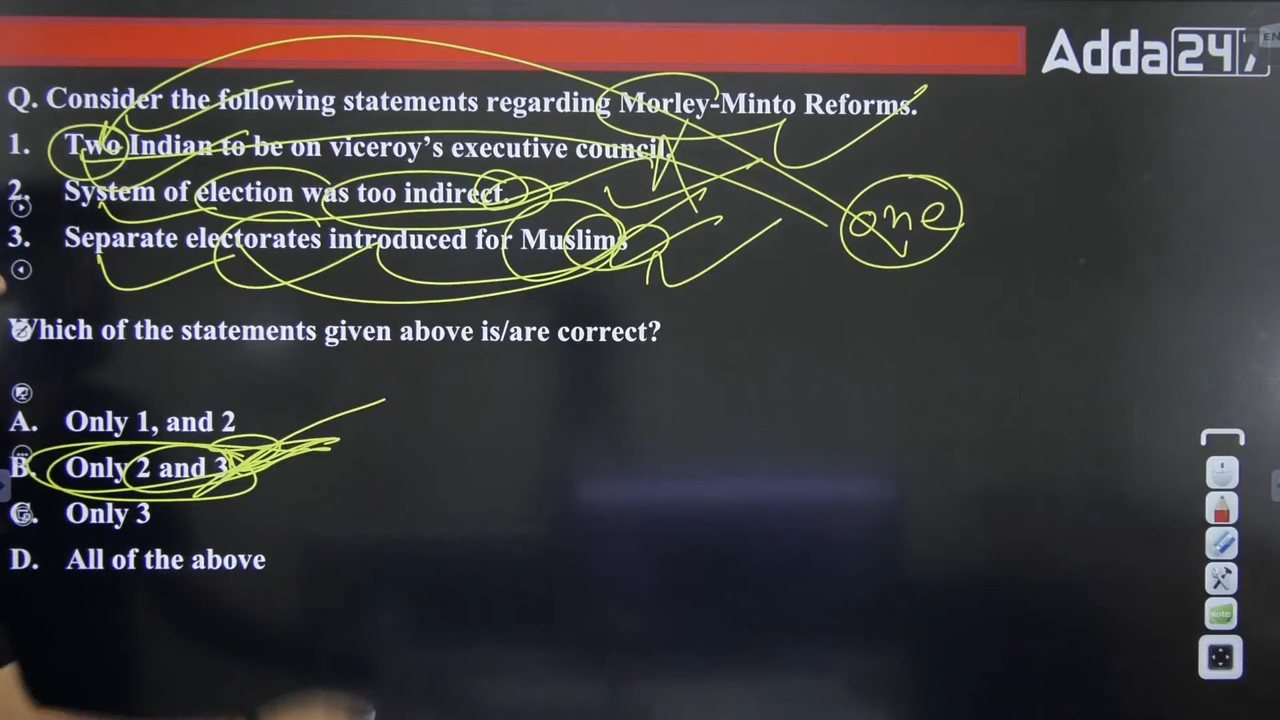 Adda247
EN
Q. Consider the following statements regarding Morley-Minto Reforms.
1. Two Indian to be on viceroy's executive council.
2. System of election was too indirect.
3. Separate electorates introduced for Muslims
one
Which of the statements given above is/are correct?
A. Only 1, and 2
B. Only 2 and 3
C. Only 3
D. All of the above
Note